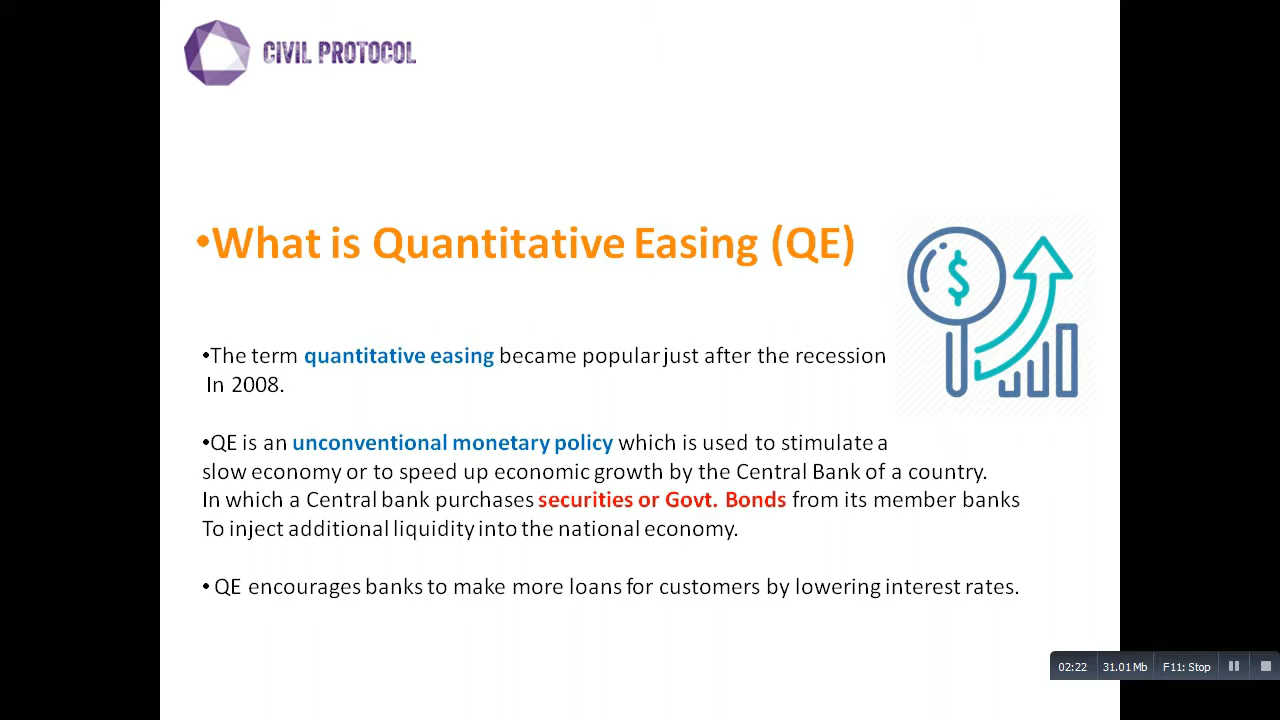 CIVIL PROTOCOL
•What is Quantitative Easing (QE)
$
•The term quantitative easing became popular just after the recession
In 2008.
•QE is an unconventional monetary policy which is used to stimulate a
slow economy or to speed up economic growth by the Central Bank of a country.
In which a Central bank purchases securities or Govt. Bonds from its member banks
To inject additional liquidity into the national economy.
• QE encourages banks to make more loans for customers by lowering interest rates.
02:22 31.01 Mb F11: Stop